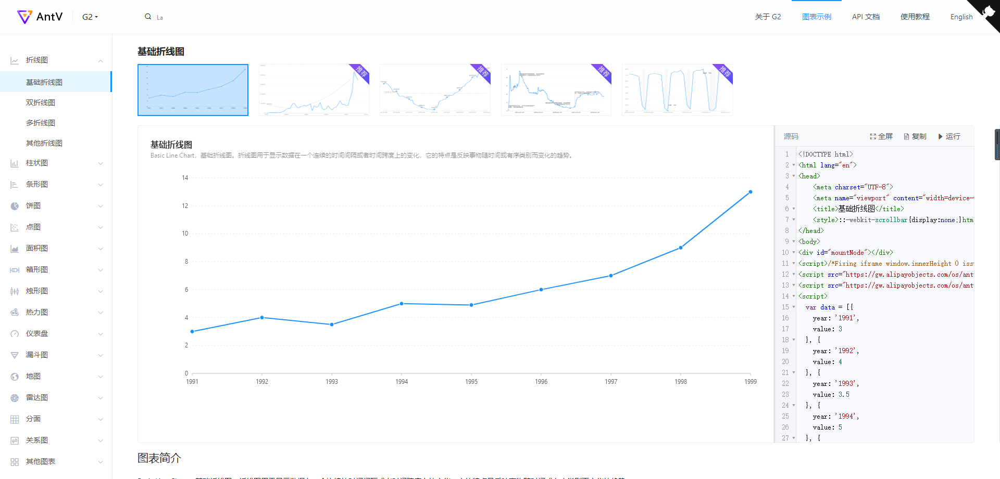 AntV
G2
La
关于 G2
图表示例
API 文档
使用教程
English
折线图
基础折线图
双折线图
多折线图
其他折线图
柱状图
条形图
饼图
点图
面积图
箱形图
烛形图
热力图
仪表盘
漏斗图
地图
雷达图
分面
关系图
其他图表
基础折线图
推荐
推荐
推荐
推荐
基础折线图
Basic Line Chart，基础折线图。折线图用于显示数据在一个连续的时间间隔或者时间跨度上的变化，它的特点是反映事物随时间或有序类别而变化的趋势。
14
12
10
8
6
4
2
0
1991 1992 1993 1994 1995 1996 1997 1998 1999
源码
全屏
复制
运行
1 <!DOCTYPE html>
2 <html lang="en">
3 <head>
4 <meta charset="UTF-8">
5 <meta name="viewport" content="width=device-
6 <title>基础折线图</title>
7 <style>::-webkit-scrollbar{display:none;}htm
8 </head>
9 <body>
10 <div id="mountNode"></div>
11 <script>/*Fixing iframe window.innerHeight 0 iss
12 <script src="https://gw.alipayobjects.com/os/ant
13 <script src="https://gw.alipayobjects.com/os/ant
14 <script>
15 var data = [{
16 year: '1991',
17 value: 3
18 }, {
19 year: '1992',
20 value: 4
21 }, {
22 year: '1993',
23 value: 3.5
24 }, {
25 year: '1994',
26 value: 5
27 }, {
图表简介